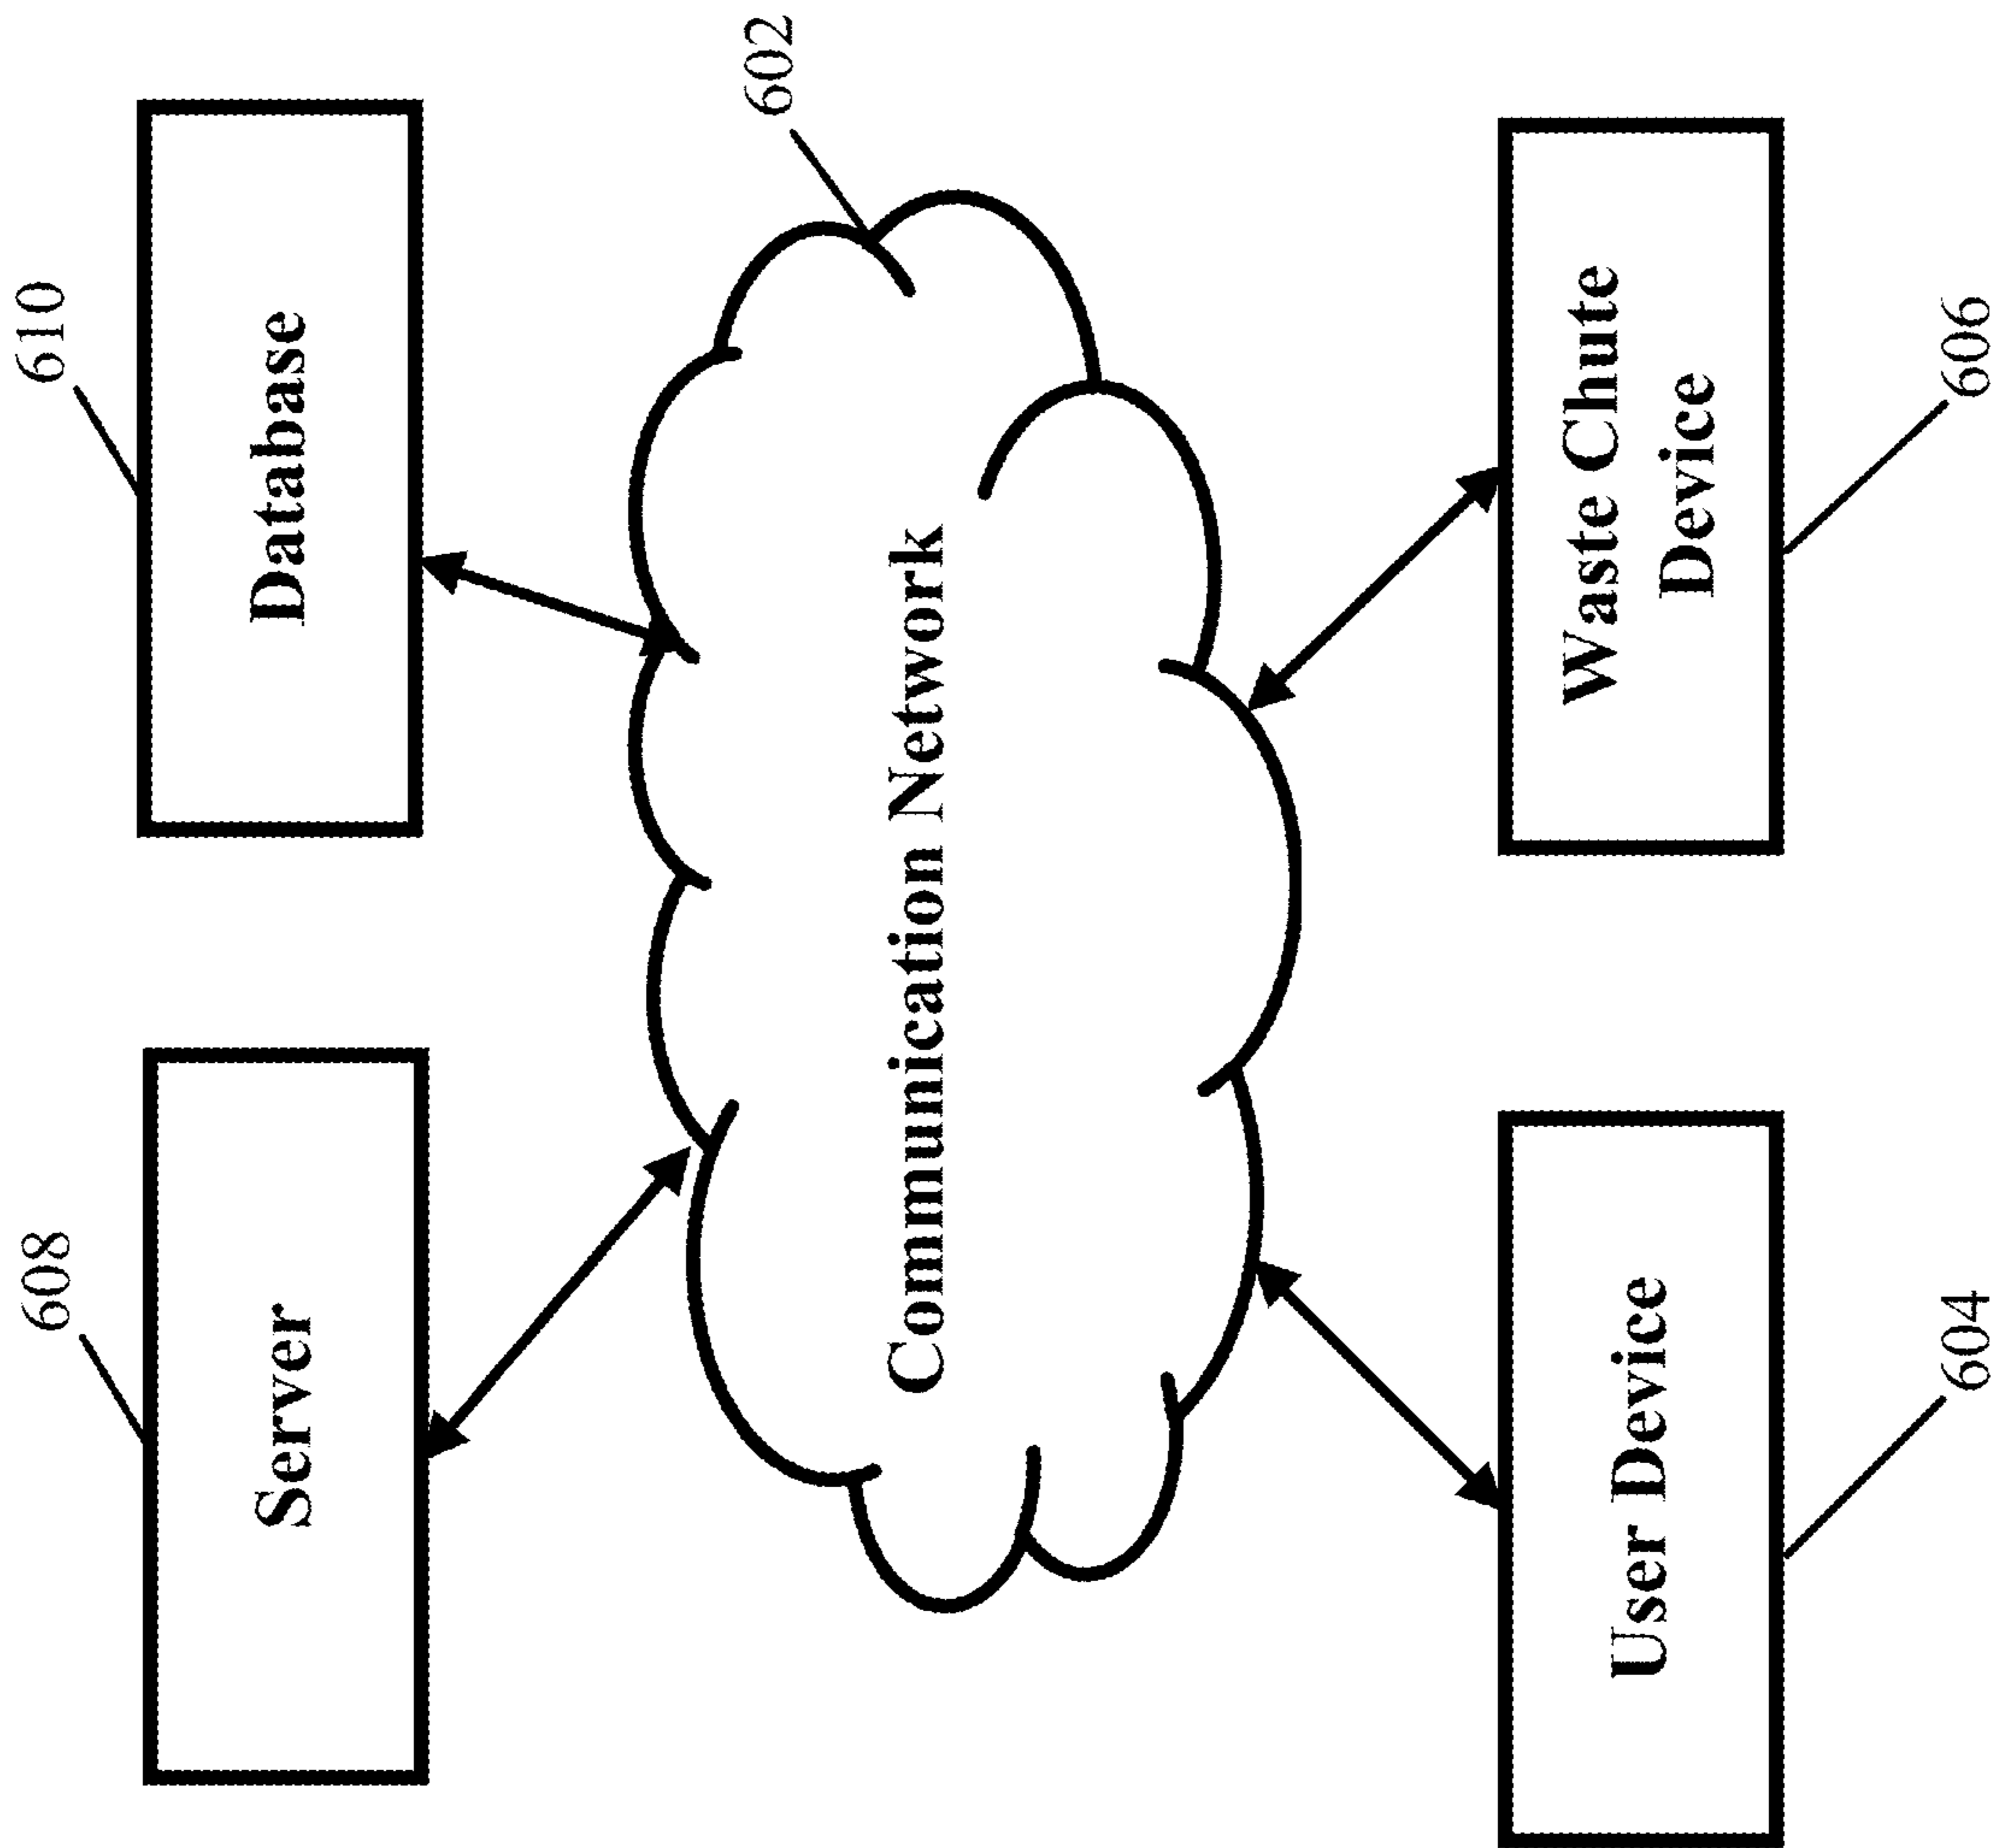 608
610
Server
Database
602
Communication Network
User Device
Waste Chute
Device
604
606